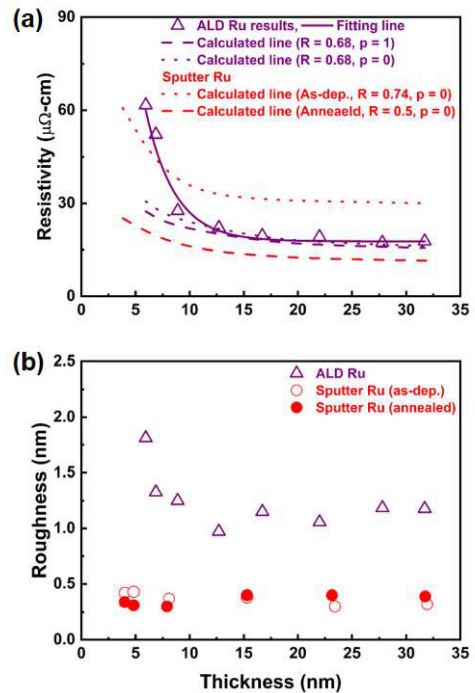 (a)
90
60
30
0
Resistivity (μΩ-cm)
ALD Ru results, Fitting line
Calculated line (R = 0.68, p = 1)
Calculated line (R = 0.68, p = 0)
Sputter Ru
Calculated line (As-dep., R = 0.74, p = 0)
Calculated line (Anneaeld, R = 0.5, p = 0)
0 5 10 15 20 25 30 35
(b)
2.5
2.0
1.5
1.0
0.5
0.0
Roughness (nm)
ALD Ru
Sputter Ru (as-dep.)
Sputter Ru (annealed)
0 5 10 15 20 25 30 35
Thickness (nm)